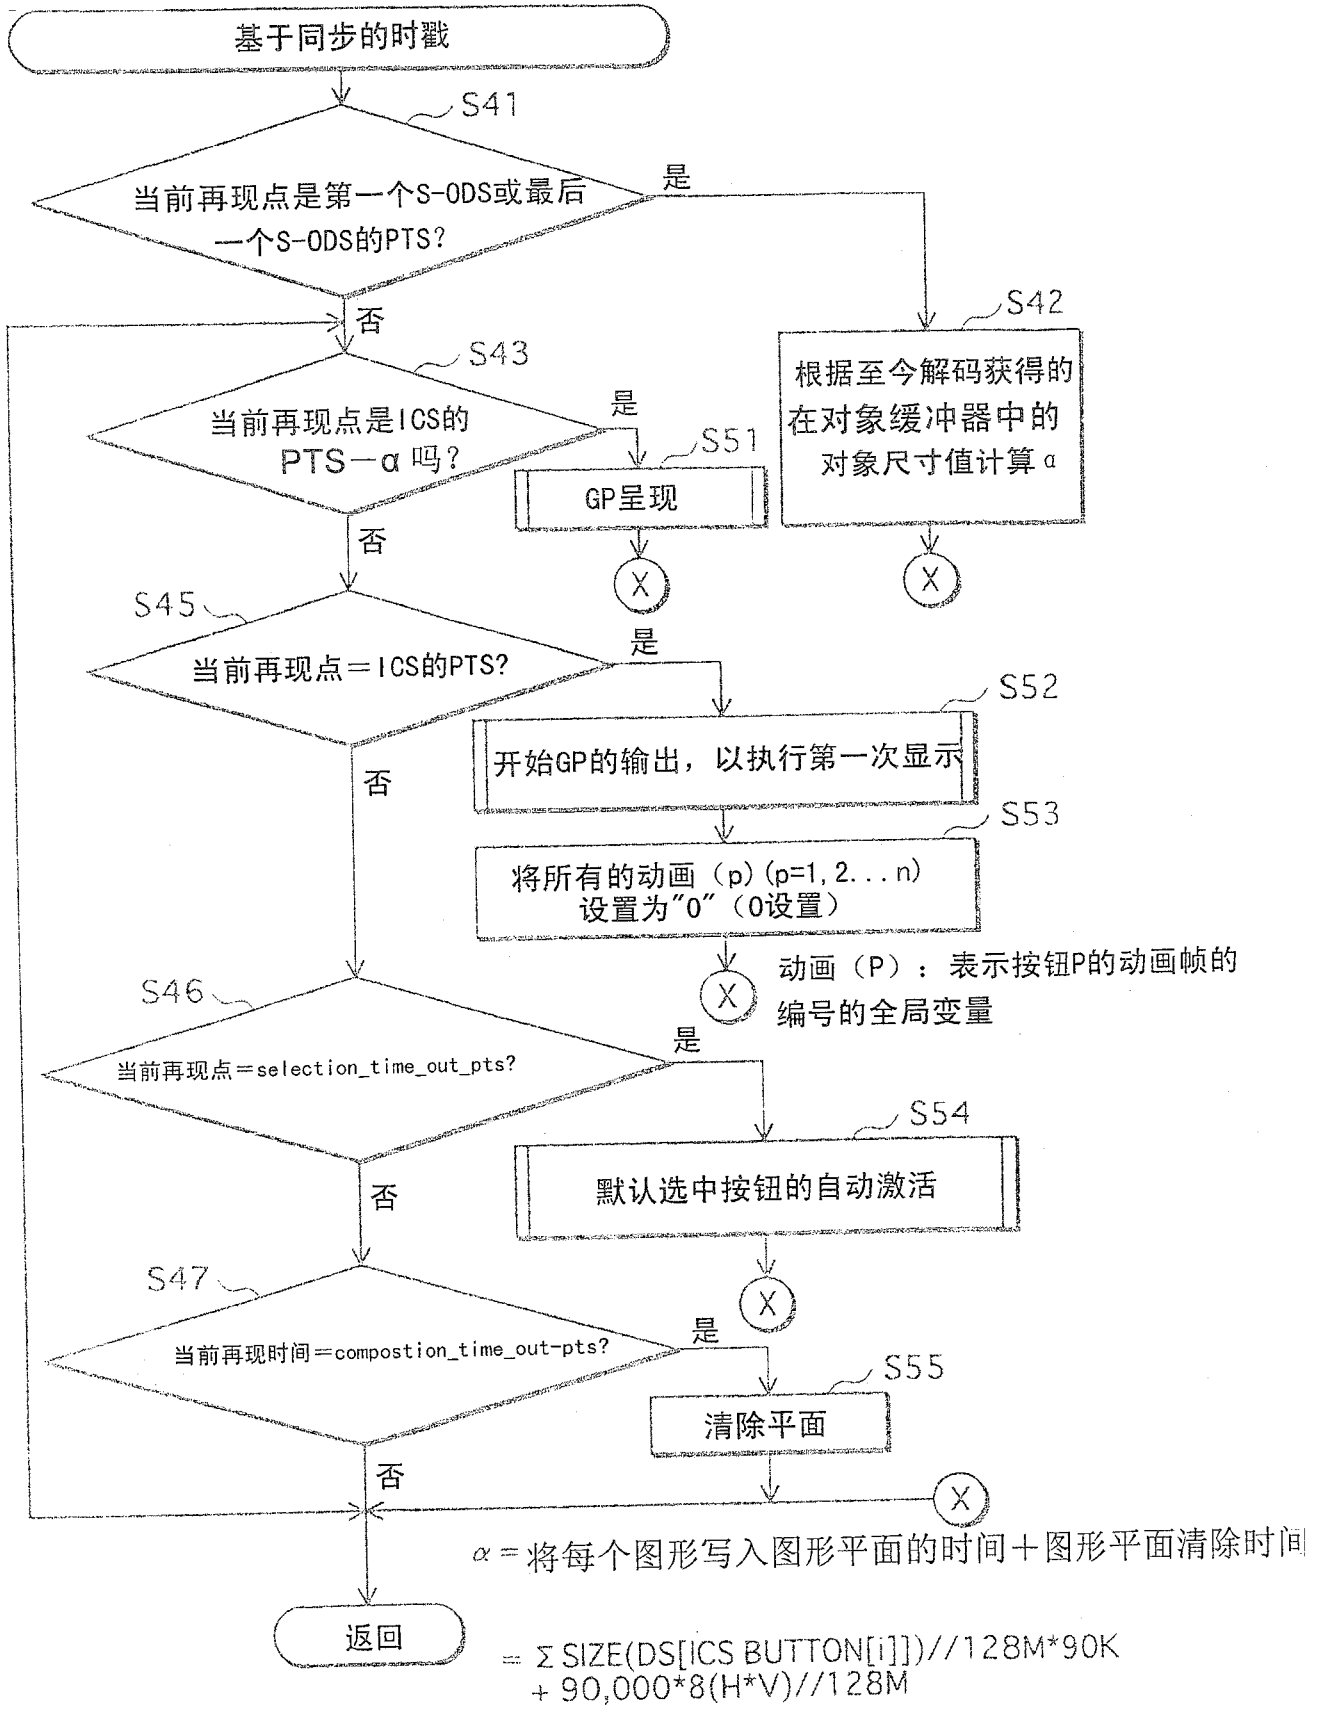 基于同步的时戳
S41
当前再现点是第一个S-ODS或最后
一个S-ODS的PTS?
是
否
S42
根据至今解码获得的
在对象缓冲器中的
对象尺寸值计算α
X
S43
当前再现点是ICS的
PTS－α吗?
是
S51
GP呈现
X
否
S45
当前再现点＝ICS的PTS?
是
S52
开始GP的输出，以执行第一次显示
否
S53
将所有的动画（p)(p=1,2...n)
设置为"0"（0设置）
X
动画（P）：表示按钮P的动画帧的
编号的全局变量
S46
当前再现点＝selection_time_out_pts?
是
S54
默认选中按钮的自动激活
X
否
S47
当前再现时间＝compostion_time_out-pts?
是
S55
清除平面
否
X
α＝将每个图形写入图形平面的时间＋图形平面清除时间
返回
= ΣSIZE(DS[ICS BUTTON[i]])//128M*90K
+ 90,000*8(H*V)//128M